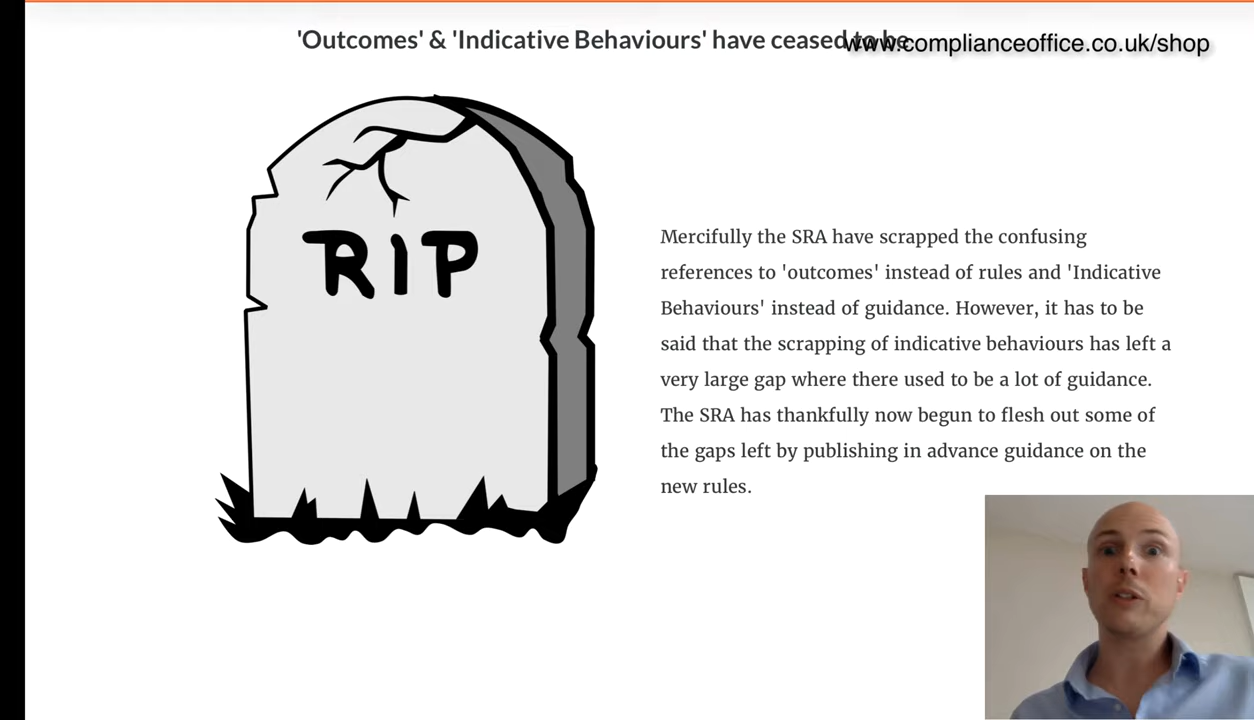 'Outcomes' & 'Indicative Behaviours' have ceased to be
www.complianceoffice.co.uk/shop
RIP
Mercifully the SRA have scrapped the confusing
references to 'outcomes' instead of rules and 'Indicative
Behaviours' instead of guidance. However, it has to be
said that the scrapping of indicative behaviours has left a
very large gap where there used to be a lot of guidance.
The SRA has thankfully now begun to flesh out some of
the gaps left by publishing in advance guidance on the
new rules.